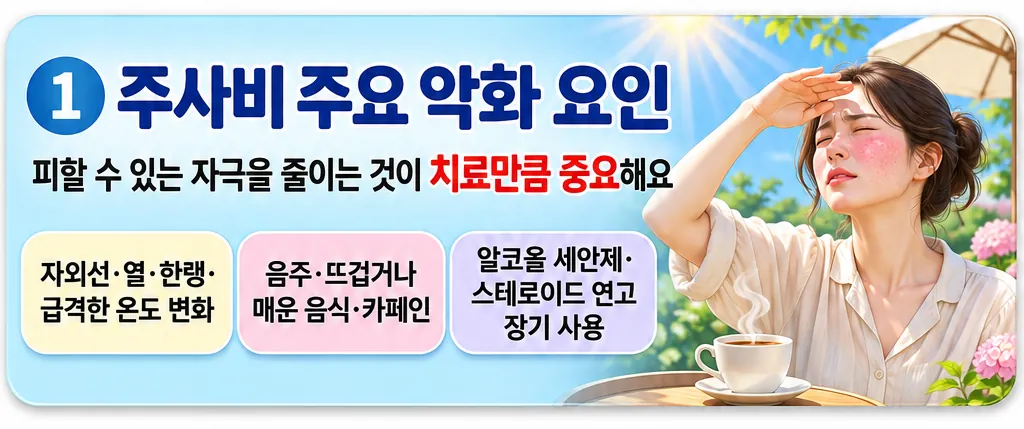 1 주사비 주요 악화 요인
피할 수 있는 자극을 줄이는 것이 치료만큼 중요해요
자외선·열·한랭·
급격한 온도 변화
음주·뜨겁거나
매운 음식·카페인
알코올 세안제·
스테로이드 연고
장기 사용